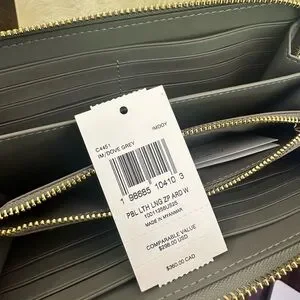 C4451
IM/DOVE GREY
IMDOY
1 96885 10410 3
PBL LTH LNG ZP ARD W
MADE IN MYANMAR
COMPARABLE VALUE
$298.00 USD
$360.00 CAD